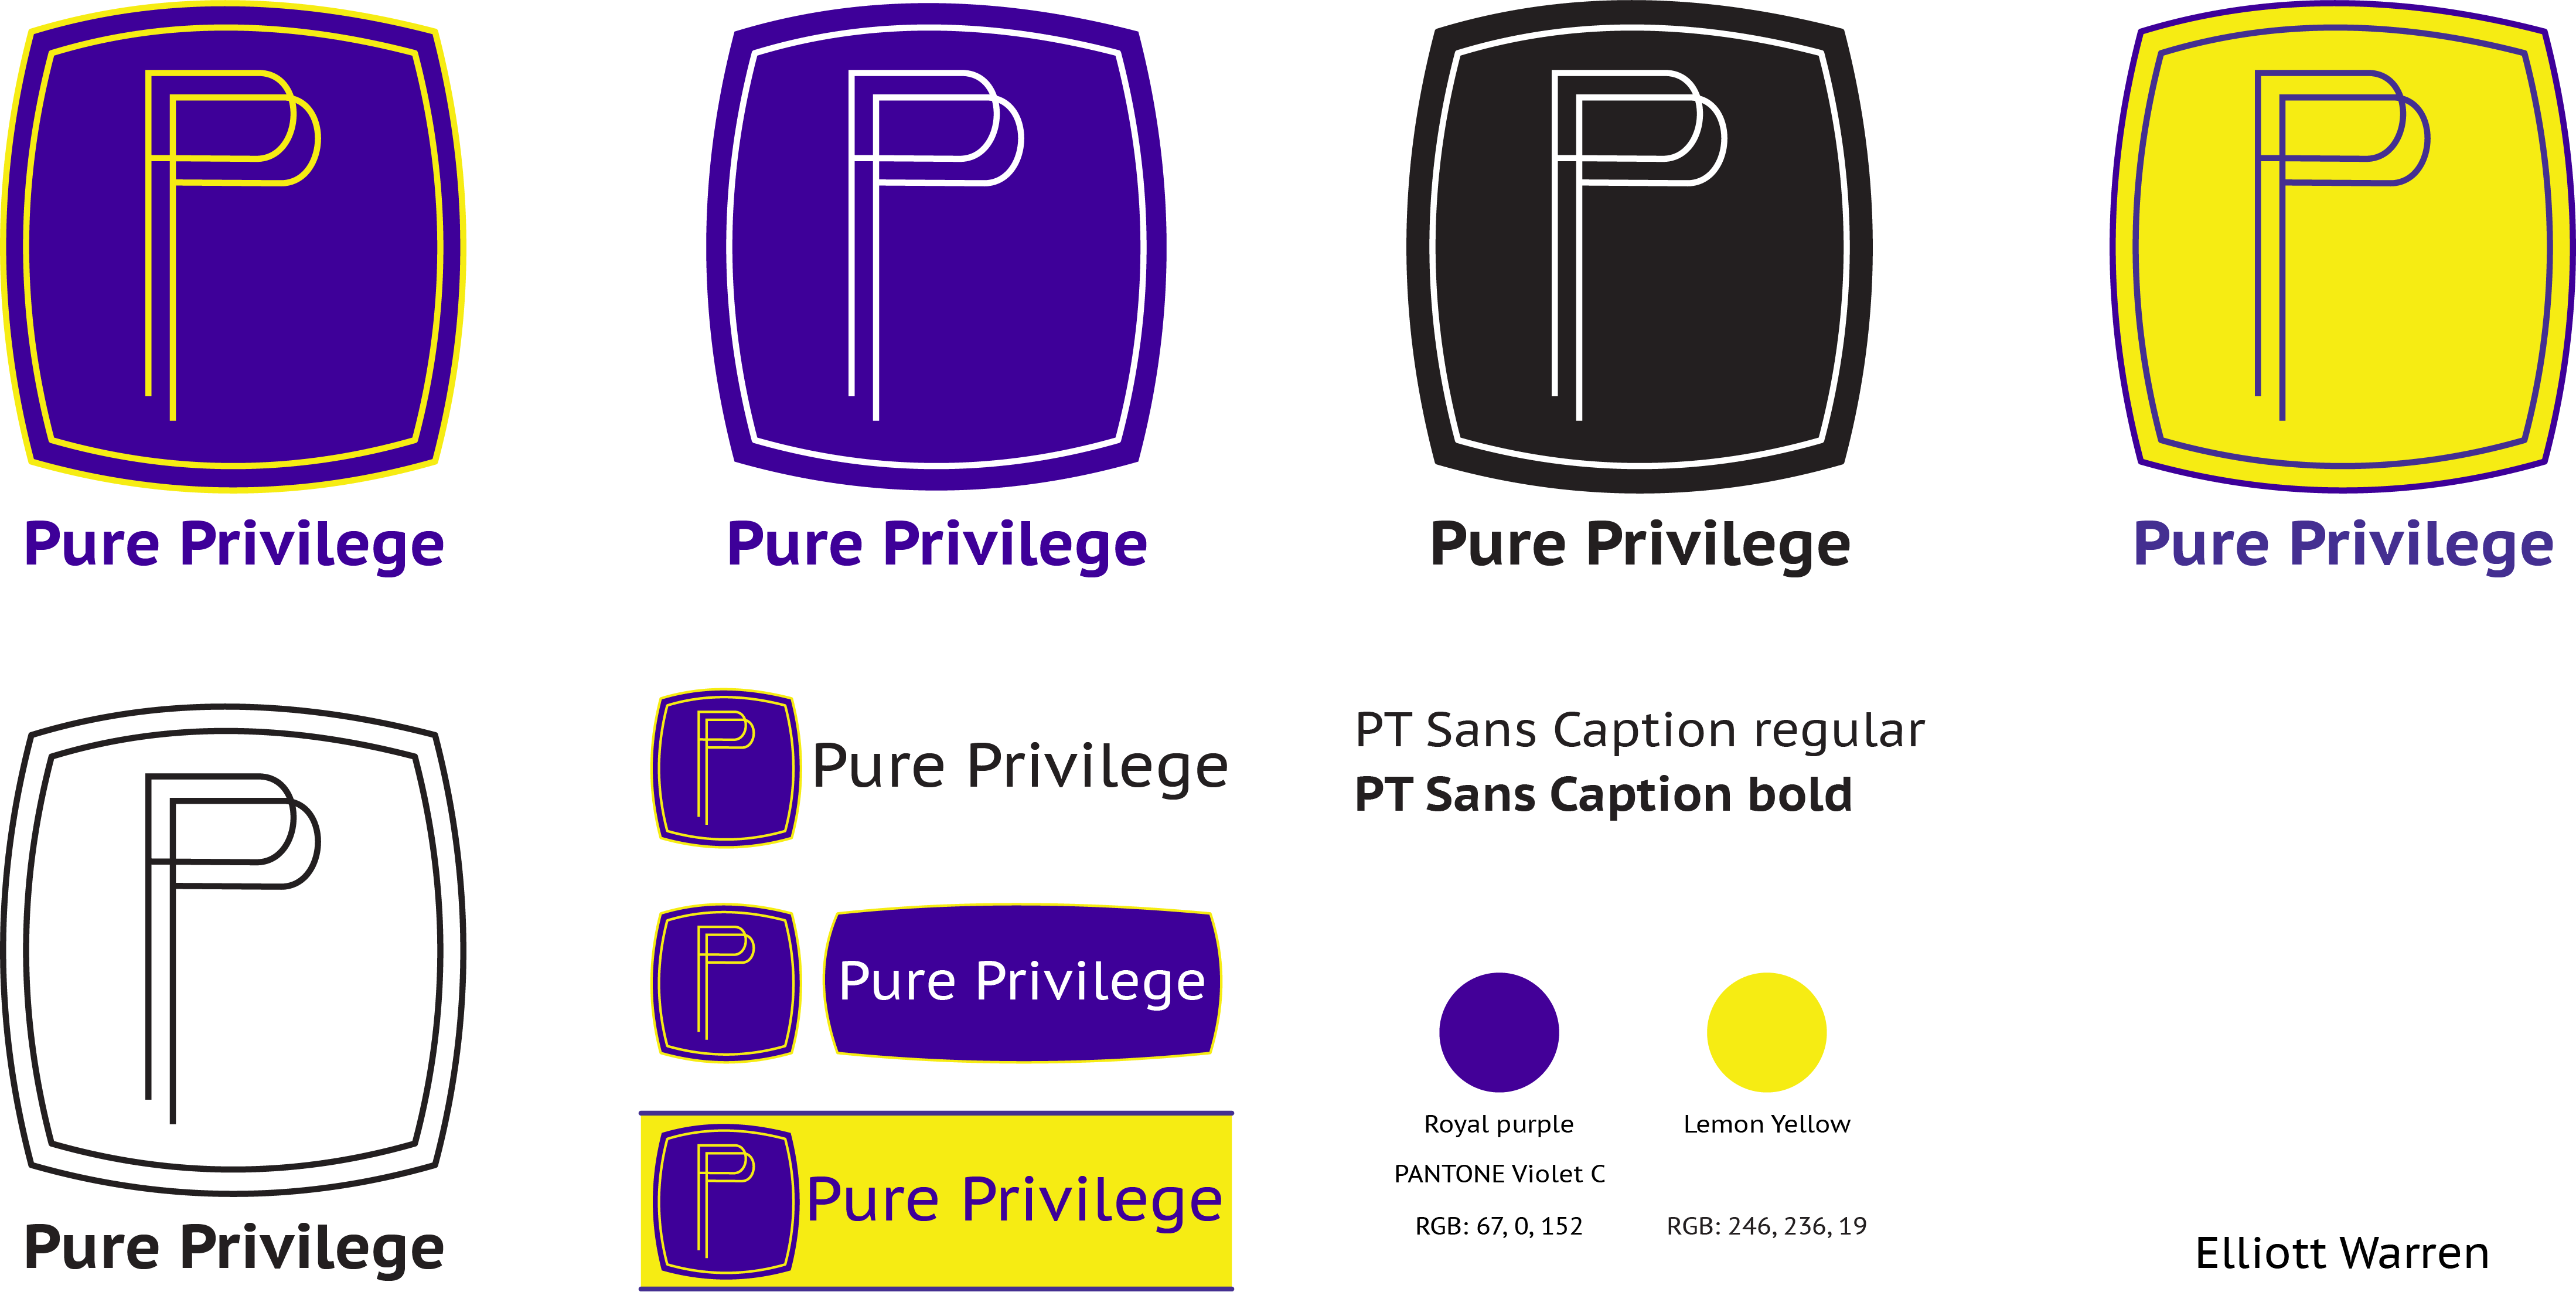 Pure Privilege
Pure Privilege
Pure Privilege
Pure Privilege
Pure Privilege
Pure Privilege
Pure Privilege
Pure Privilege
PT Sans Caption regular
PT Sans Caption bold
Royal purple
PANTONE Violet C
RGB: 67, 0, 152
Lemon Yellow
RGB: 246, 236, 19
Elliott Warren